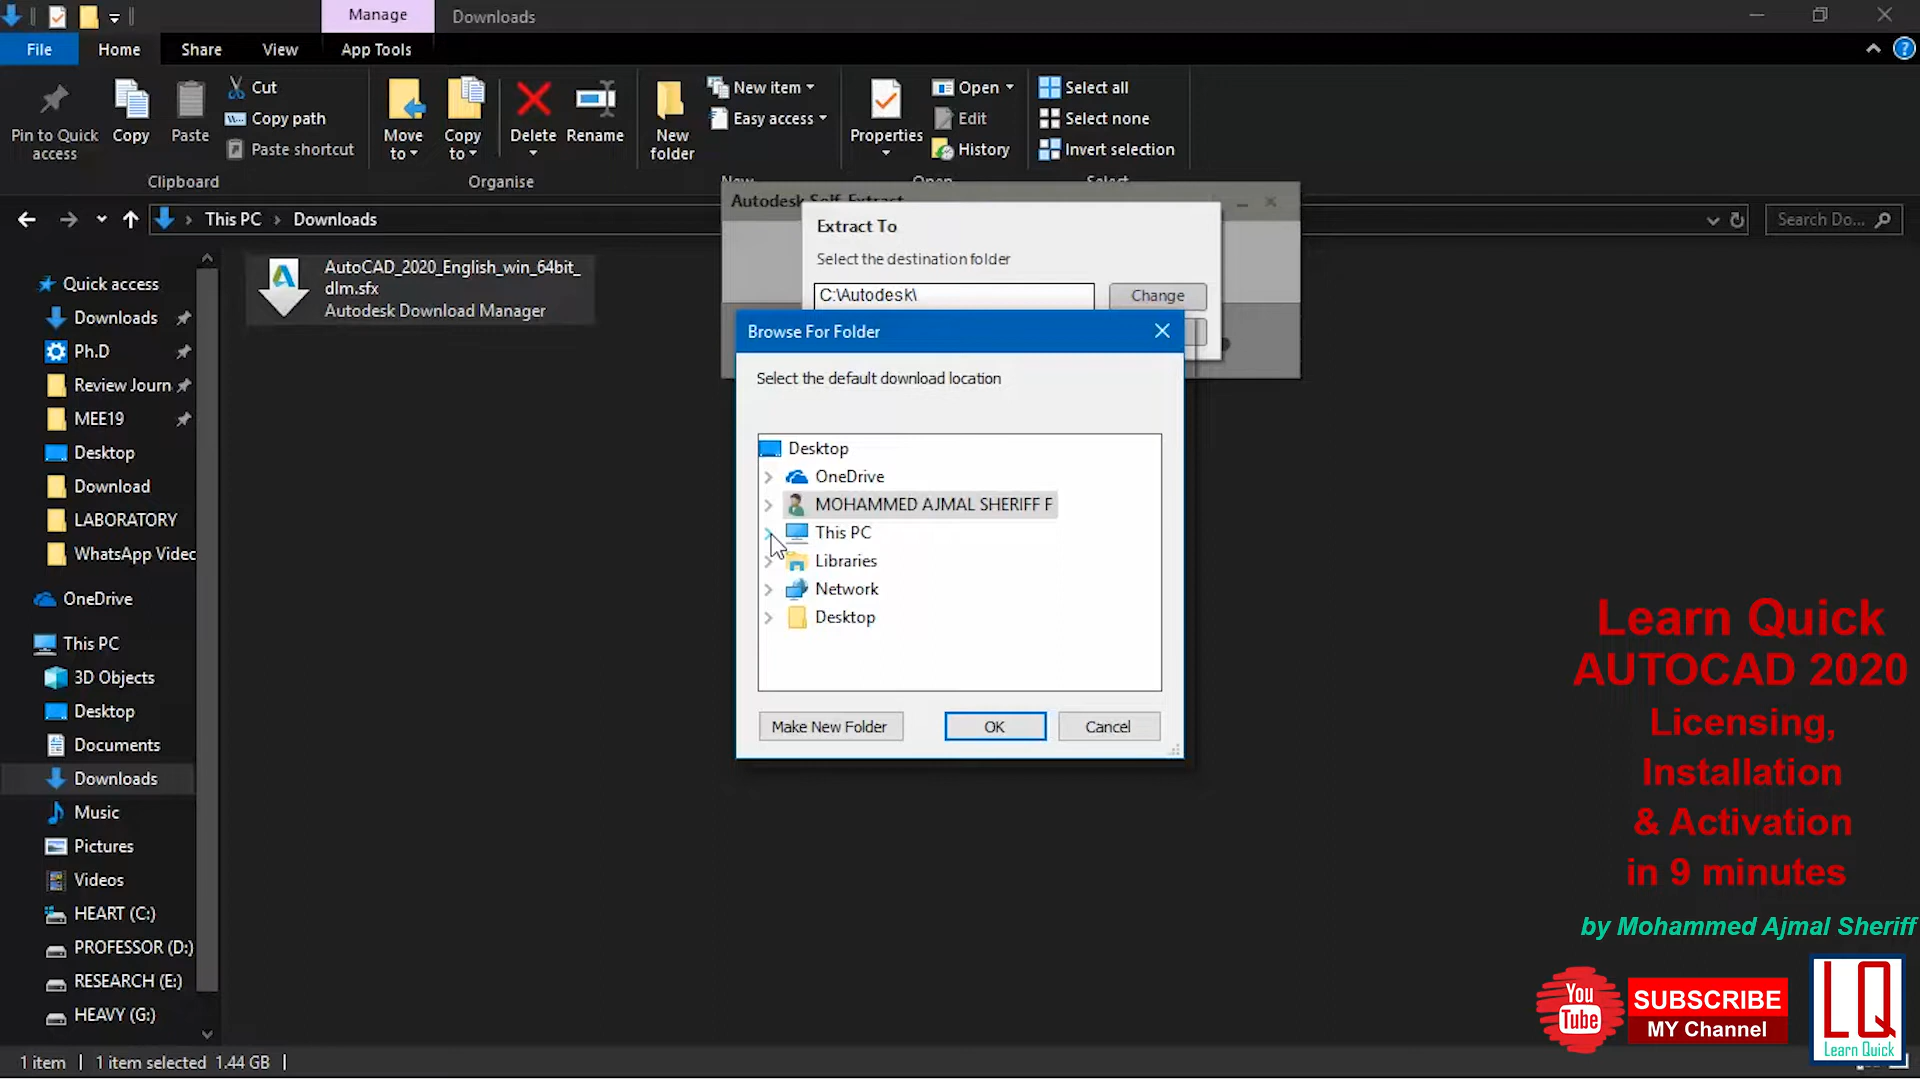 Manage
Downloads
File
Home
Share
View
App Tools
Pin to Quick
access
Copy
Paste
Cut
Copy path
Paste shortcut
Clipboard
Move
to
Copy
to
Delete
Rename
Organise
New
folder
New item
Easy access
New
Properties
Open
Edit
History
Open
Select all
Select none
Invert selection
Select
This PC
Downloads
Search Do...
Quick access
Downloads
Ph.D
Review Journ
MEE19
Desktop
Download
LABORATORY
WhatsApp Videc
OneDrive
This PC
3D Objects
Desktop
Documents
Downloads
Music
Pictures
Videos
HEART (C:)
PROFESSOR (D:)
RESEARCH (E:)
HEAVY (G:)
AutoCAD_2020_English_win_64bit_
dlm.sfx
Autodesk Download Manager
Autodesk Self-Extract
Extract To
Select the destination folder
C:\Autodesk\
Change
Browse For Folder
Select the default download location
Desktop
OneDrive
MOHAMMED AJMAL SHERIFF F
This PC
Libraries
Network
Desktop
Make New Folder
OK
Cancel
Learn Quick
AUTOCAD 2020
Licensing,
Installation
& Activation
in 9 minutes
by Mohammed Ajmal Sheriff
You
Tube
SUBSCRIBE
MY Channel
LQ
Learn Quick
1 item
1 item selected 1.44 GB